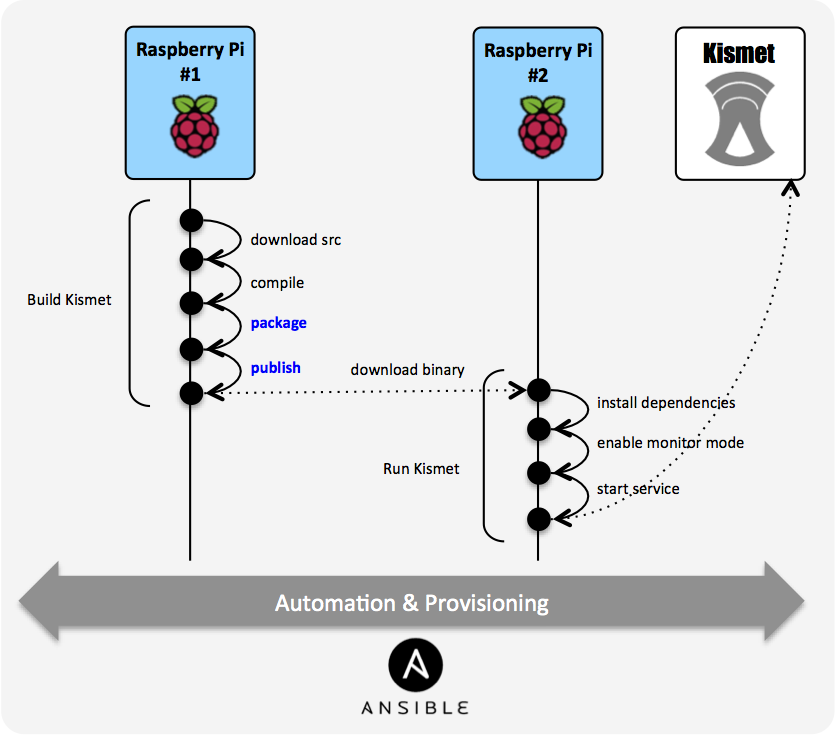 Raspberry Pi
#1
Raspberry Pi
#2
Kismet
download src
compile
Build Kismet
package
publish
download binary
install dependencies
enable monitor mode
Run Kismet
start service
Automation & Provisioning
ANSIBLE